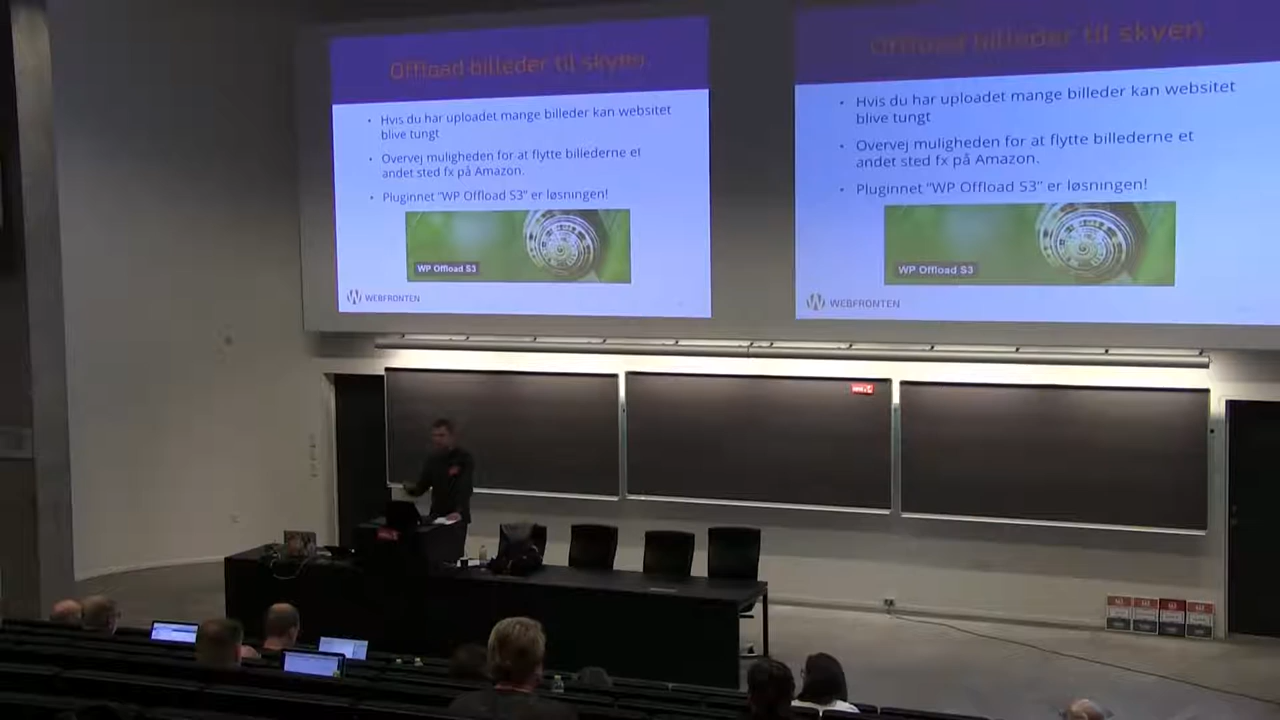 Offload billeder til skyen
Hvis du har uploadet mange billeder kan websitet
blive tungt
Overvej muligheden for at flytte billederne et
andet sted fx på Amazon.
Pluginnet "WP Offload S3" er løsningen!
WP Offload S3
WEBFRONTEN
Offload billeder til skyen
Hvis du har uploadet mange billeder kan websitet
blive tungt
Overvej muligheden for at flytte billederne et
andet sted fx på Amazon.
Pluginnet "WP Offload S3" er løsningen!
WP Offload S3
WEBFRONTEN